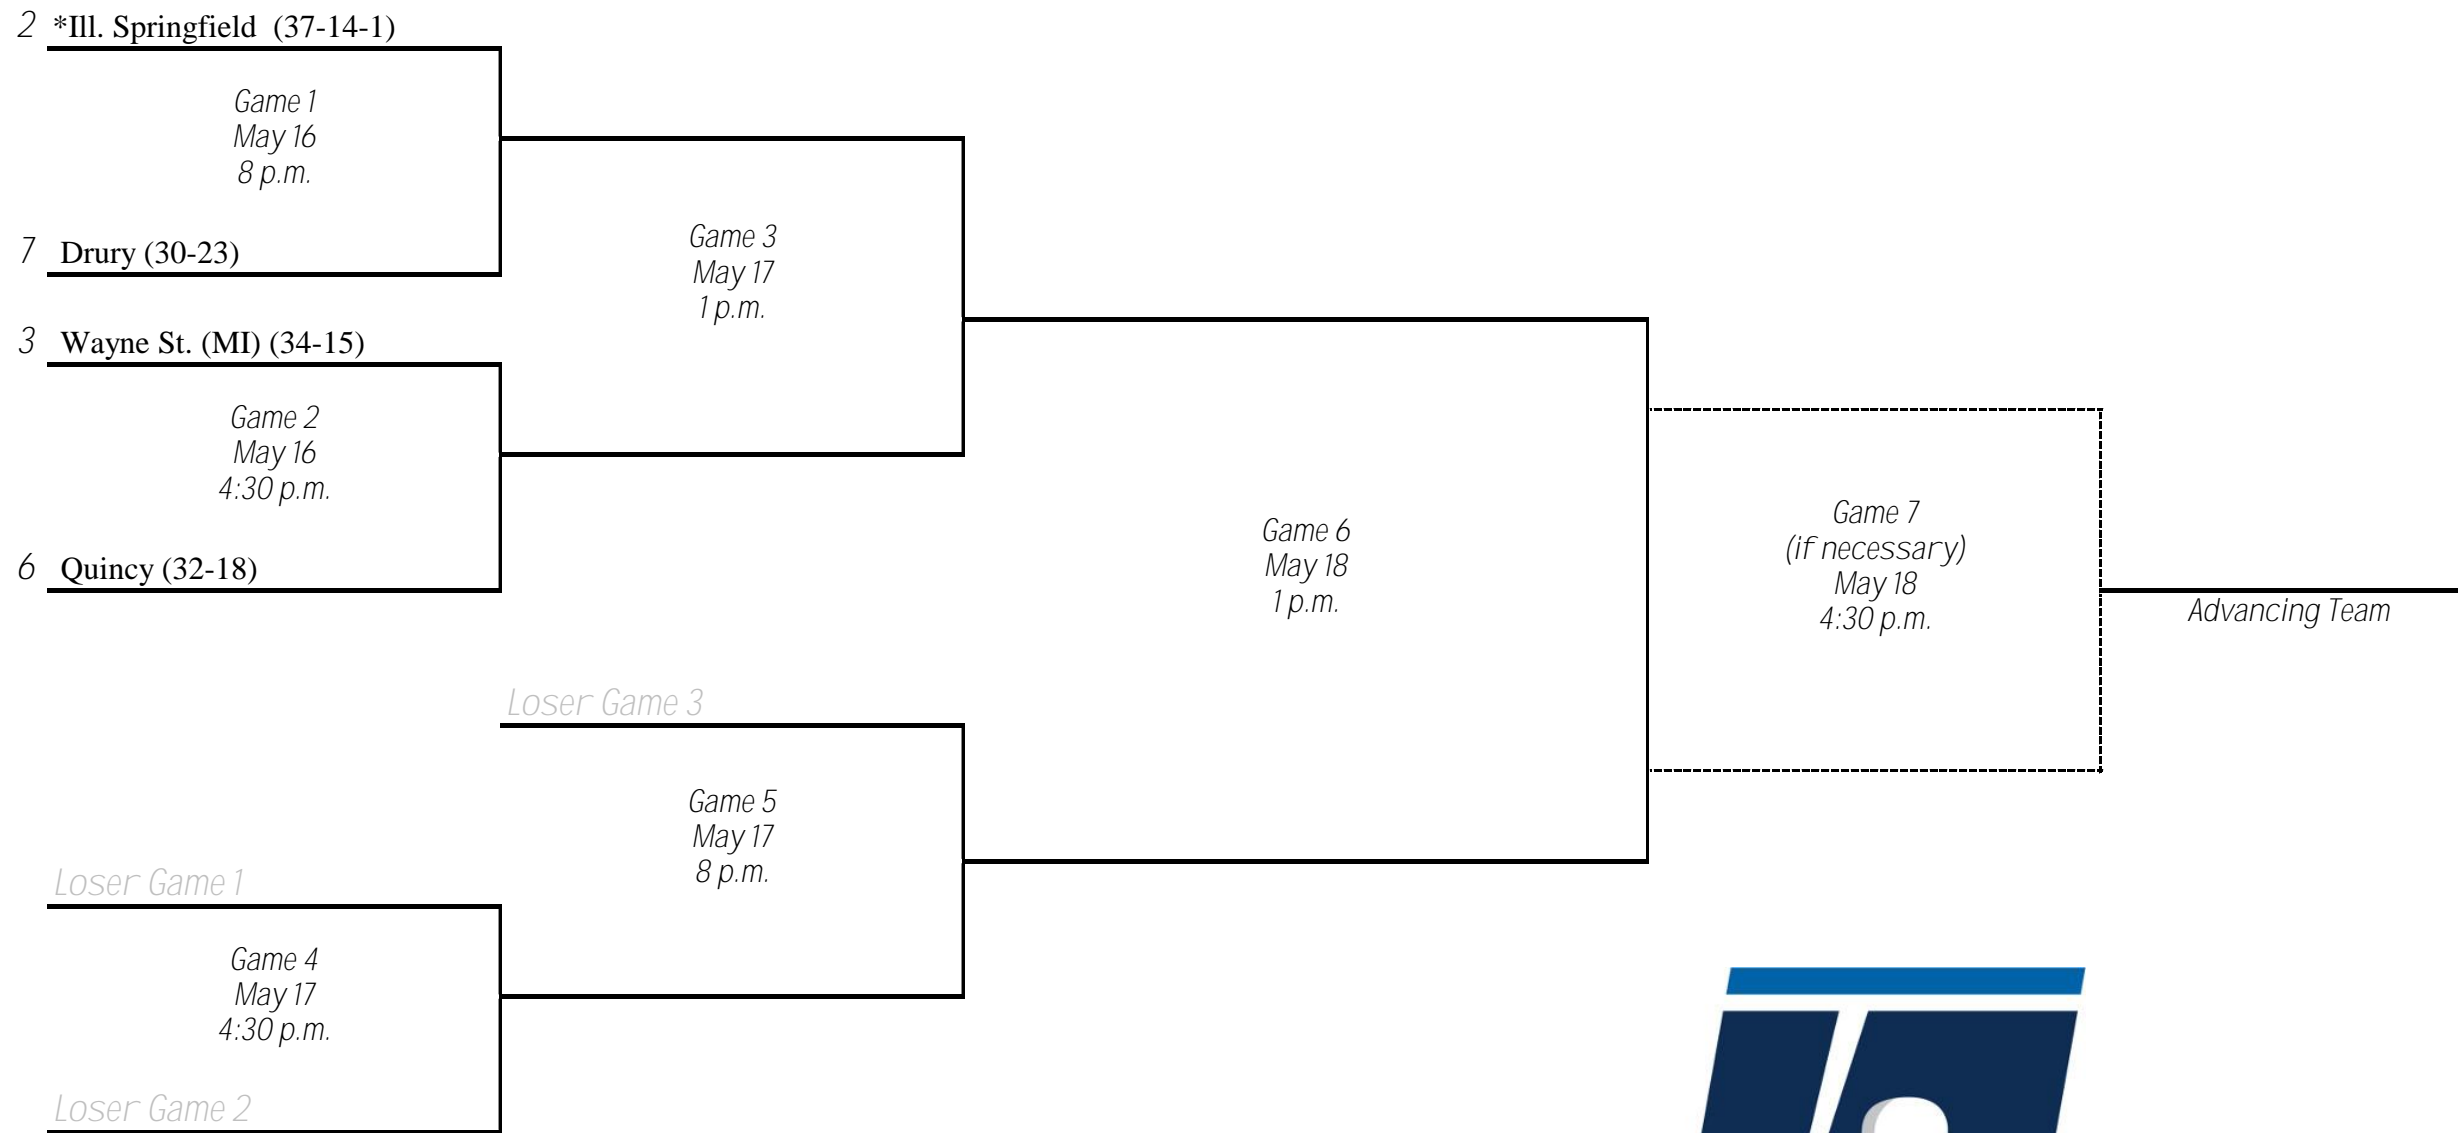 2 *Ill. Springfield (37-14-1)
Game 1
May 16
8 p.m.
7 Drury (30-23)
Game 3
May 17
1 p.m.
3 Wayne St. (MI) (34-15)
Game 2
May 16
4:30 p.m.
6 Quincy (32-18)
Game 6
May 18
1 p.m.
Game 7
(if necessary)
May 18
4:30 p.m.
Advancing Team
Loser Game 3
Game 5
May 17
8 p.m.
Loser Game 1
Game 4
May 17
4:30 p.m.
Loser Game 2